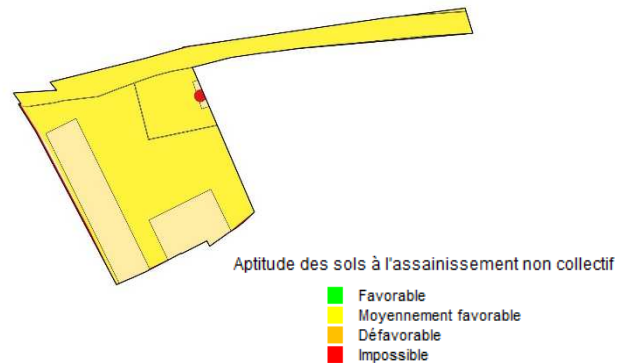 Aptitude des sols à l'assainissement non collectif
Favorable
Moyennement favorable
Défavorable
Impossible